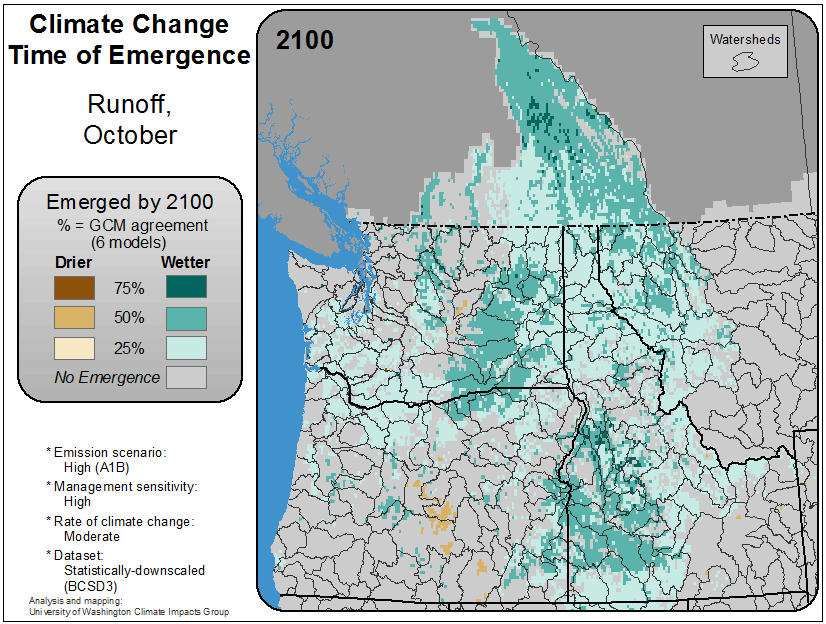 Climate Change
Time of Emergence
Runoff,
October
Emerged by 2100
% = GCM agreement
(6 models)
Drier Wetter
75%
50%
25%
No Emergence
* Emission scenario:
High (A1B)
* Management sensitivity:
High
* Rate of climate change:
Moderate
* Dataset:
Statistically-downscaled
(BCSD3)
Analysis and mapping:
University of Washington Climate Impacts Group
2100
Watersheds